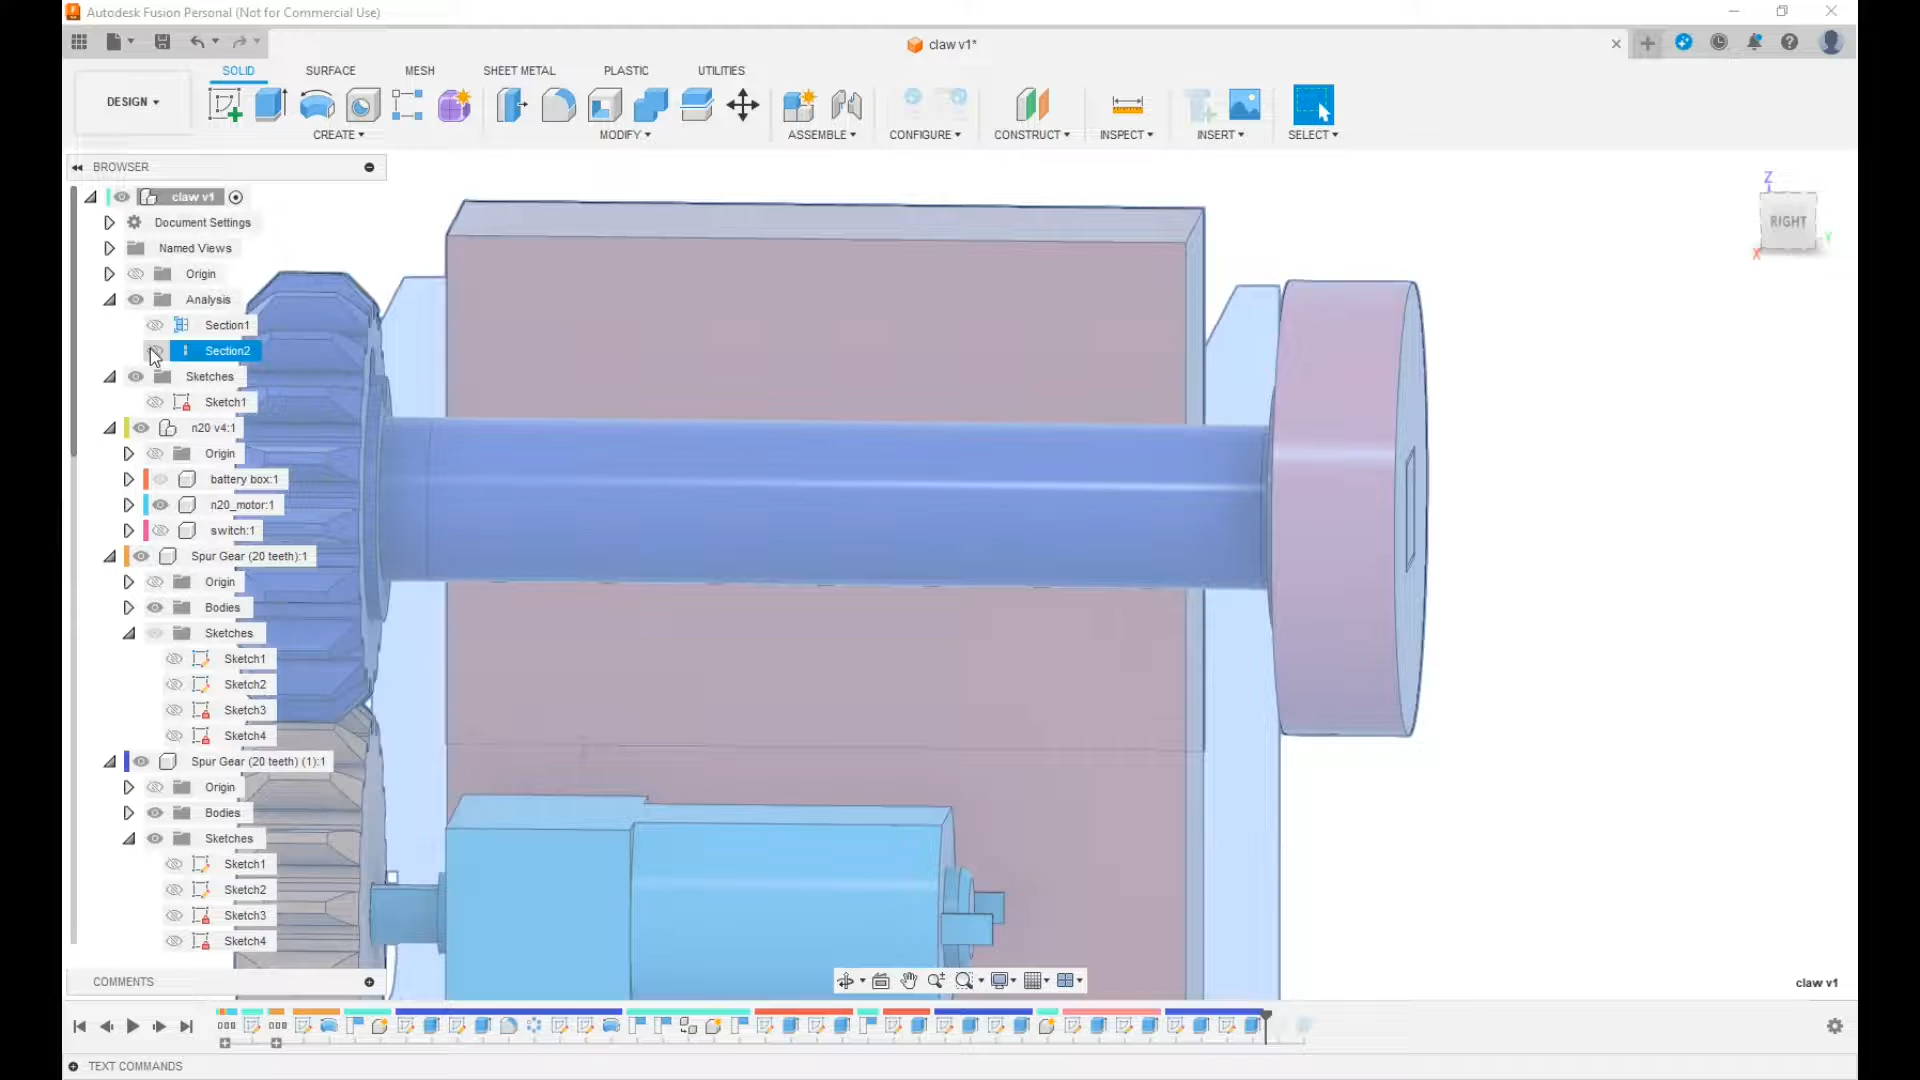 Autodesk Fusion Personal (Not for Commercial Use)
claw v1*
DESIGN
SOLID
SURFACE
MESH
SHEET METAL
PLASTIC
UTILITIES
CREATE
MODIFY
ASSEMBLE
CONFIGURE
CONSTRUCT
INSPECT
INSERT
SELECT
BROWSER
claw v1
Document Settings
Named Views
Origin
Analysis
Section1
Section2
Sketches
Sketch1
n20 v4:1
Origin
battery box:1
n20_motor:1
switch:1
Spur Gear (20 teeth):1
Origin
Bodies
Sketches
Sketch1
Sketch2
Sketch3
Sketch4
Spur Gear (20 teeth) (1):1
Origin
Bodies
Sketches
Sketch1
Sketch2
Sketch3
Sketch4
Z
RIGHT
Y
X
COMMENTS
claw v1
TEXT COMMANDS